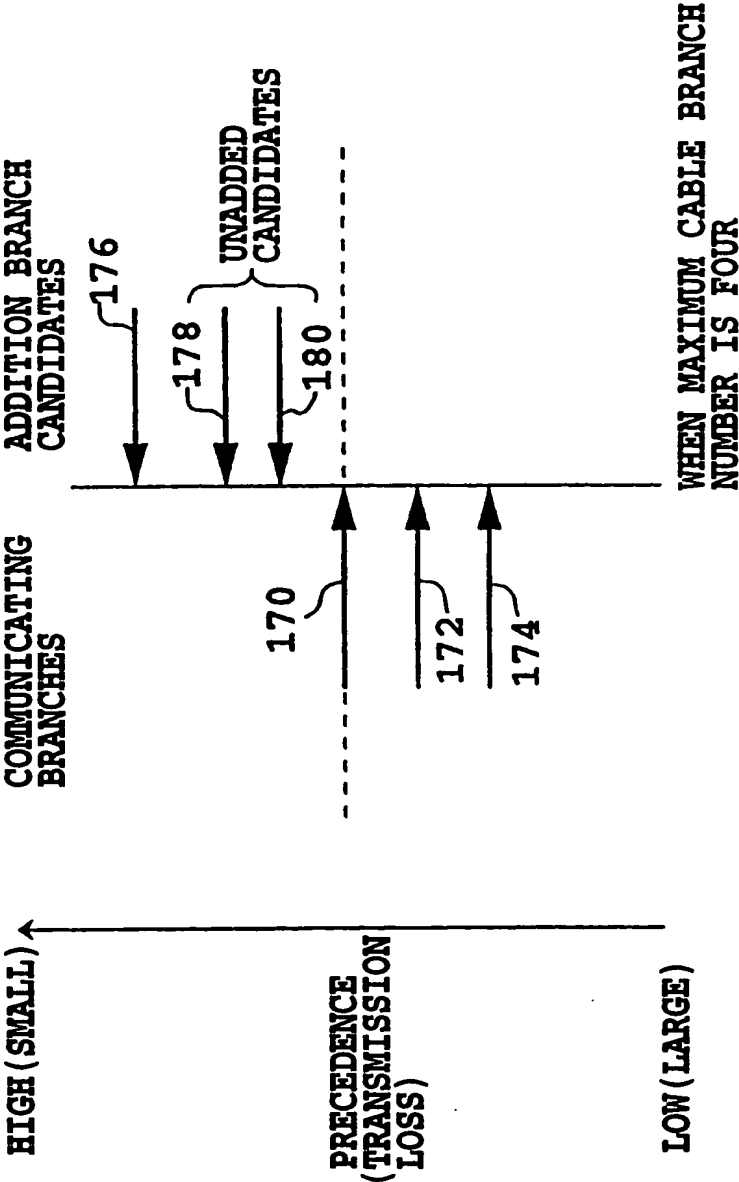 HIGH(SMALL)
PRECEDENCE
(TRANSMISSION
LOSS)
LOW(LARGE)
COMMUNICATING
BRANCHES
170
172
174
ADDITION BRANCH
CANDIDATES
176
178
180
UNADDED
CANDIDATES
WHEN MAXIMUM CABLE BRANCH
NUMBER IS FOUR